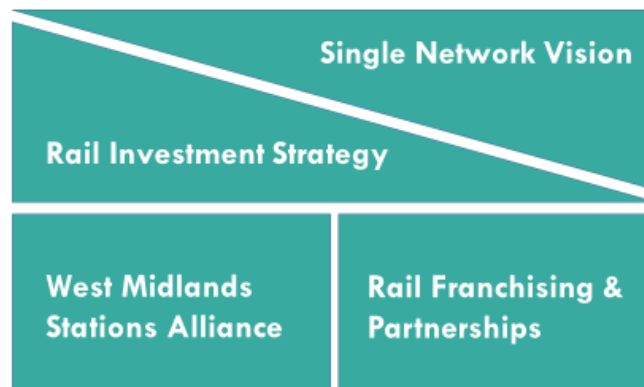 Single Network Vision
Rail Investment Strategy
West Midlands
Stations Alliance
Rail Franchising &
Partnerships